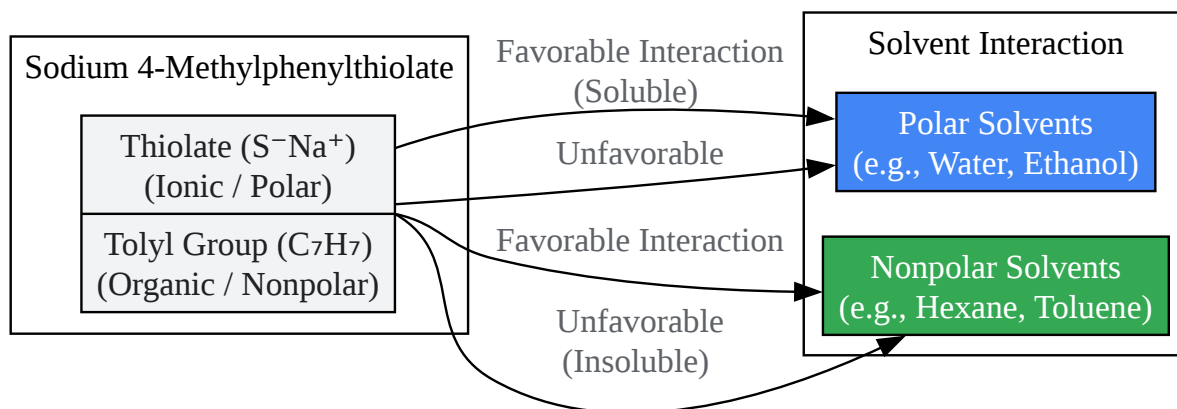 Sodium 4-Methylphenylthiolate
Thiolate (S⁻Na⁺)
(Ionic / Polar)
Tolyl Group (C₇H₇)
(Organic / Nonpolar)
Favorable Interaction
(Soluble)
Unfavorable
Favorable Interaction
Unfavorable
(Insoluble)
Solvent Interaction
Polar Solvents
(e.g., Water, Ethanol)
Nonpolar Solvents
(e.g., Hexane, Toluene)